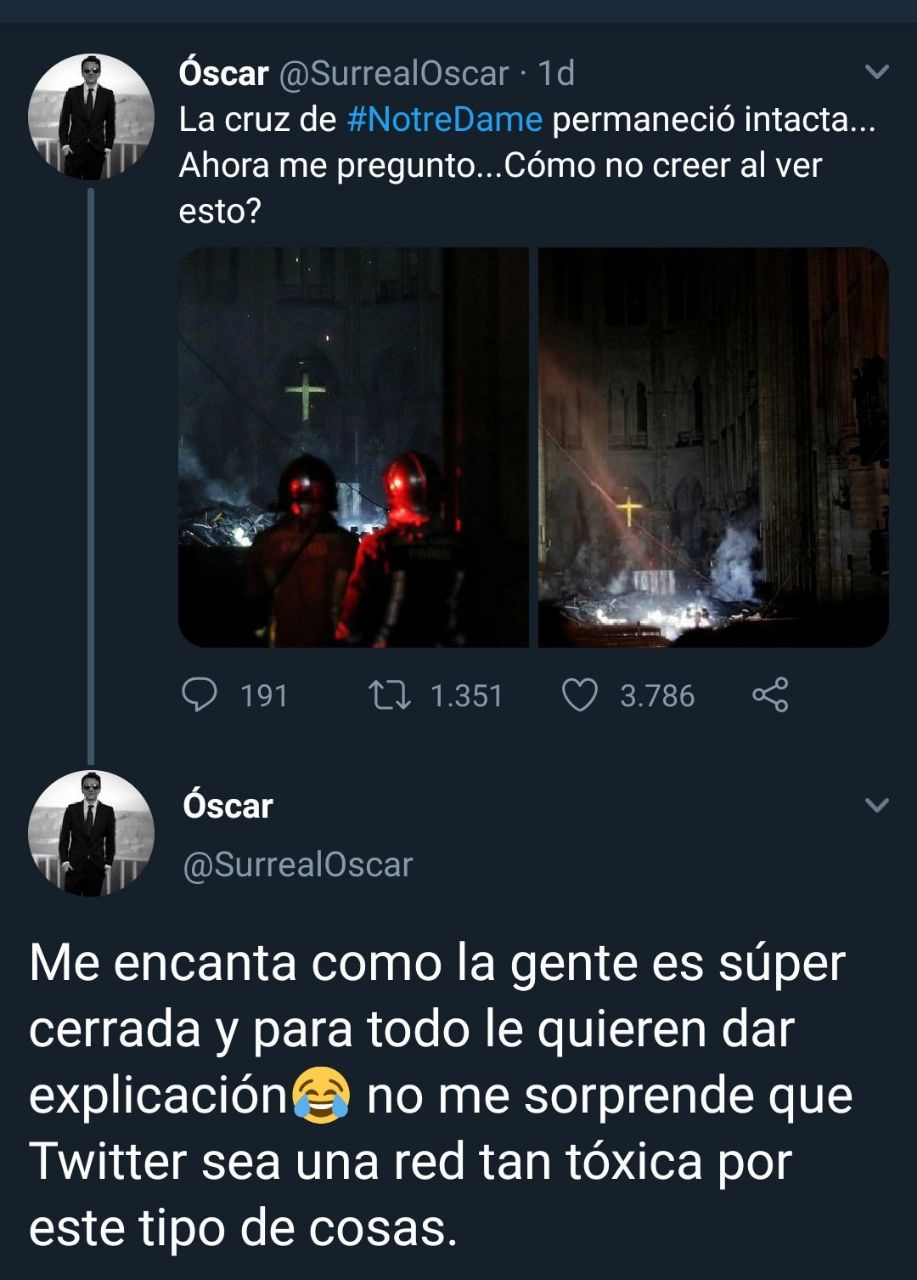 Óscar @SurrealOscar · 1d
La cruz de #NotreDame permaneció intacta...
Ahora me pregunto...Cómo no creer al ver
esto?
191 1.351 3.786
Óscar
@SurrealOscar
Me encanta como la gente es súper
cerrada y para todo le quieren dar
explicación😂 no me sorprende que
Twitter sea una red tan tóxica por
este tipo de cosas.